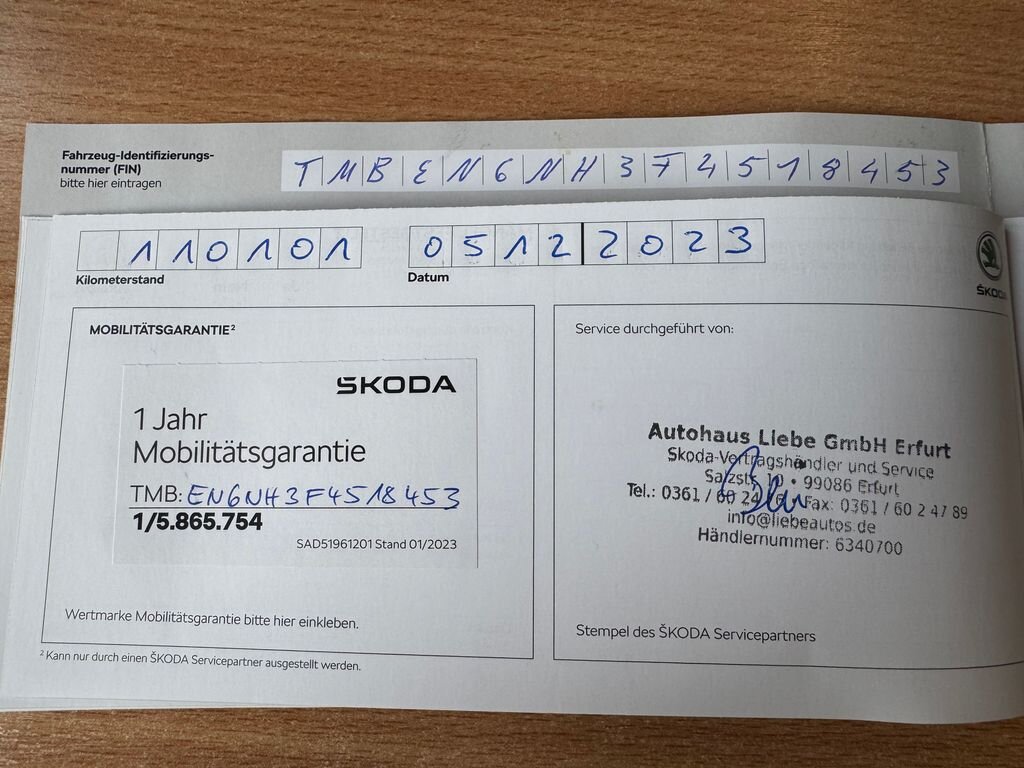 Fahrzeug-Identifizierungs-
nummer (FIN)
bitte hier eintragen
TMBEN6NH3F4518453
110101
05122023
Kilometerstand
Datum
ŠKODA
MOBILITÄTSGARANTIE²
ŠKODA
1 Jahr
Mobilitätsgarantie
TMB: EN6NH3F4518453
1/5.865.754
SAD51961201 Stand 01/2023
Wertmarke Mobilitätsgarantie bitte hier einkleben.
² Kann nur durch einen ŠKODA Servicepartner ausgestellt werden.
Service durchgeführt von:
Autohaus Liebe GmbH Erfurt
Skoda-Vertragshändler und Service
Salzstr. • 99086 Erfurt
Tel.: 0361 / 60 24 • Fax: 0361 / 60 2 47 89
info@liebeautos.de
Händlernummer: 6340700
Stempel des ŠKODA Servicepartners